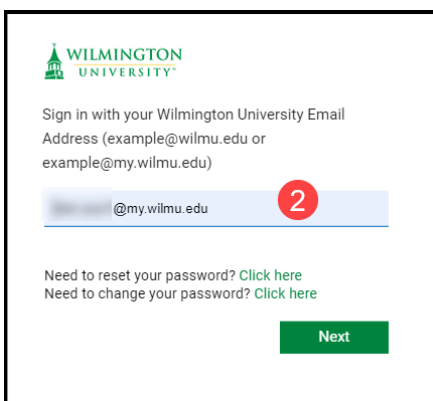 WILMINGTON
UNIVERSITY
Sign in with your Wilmington University Email
Address (example@wilmu.edu or
example@my.wilmu.edu)
@my.wilmu.edu 2
Need to reset your password? Click here
Need to change your password? Click here
Next